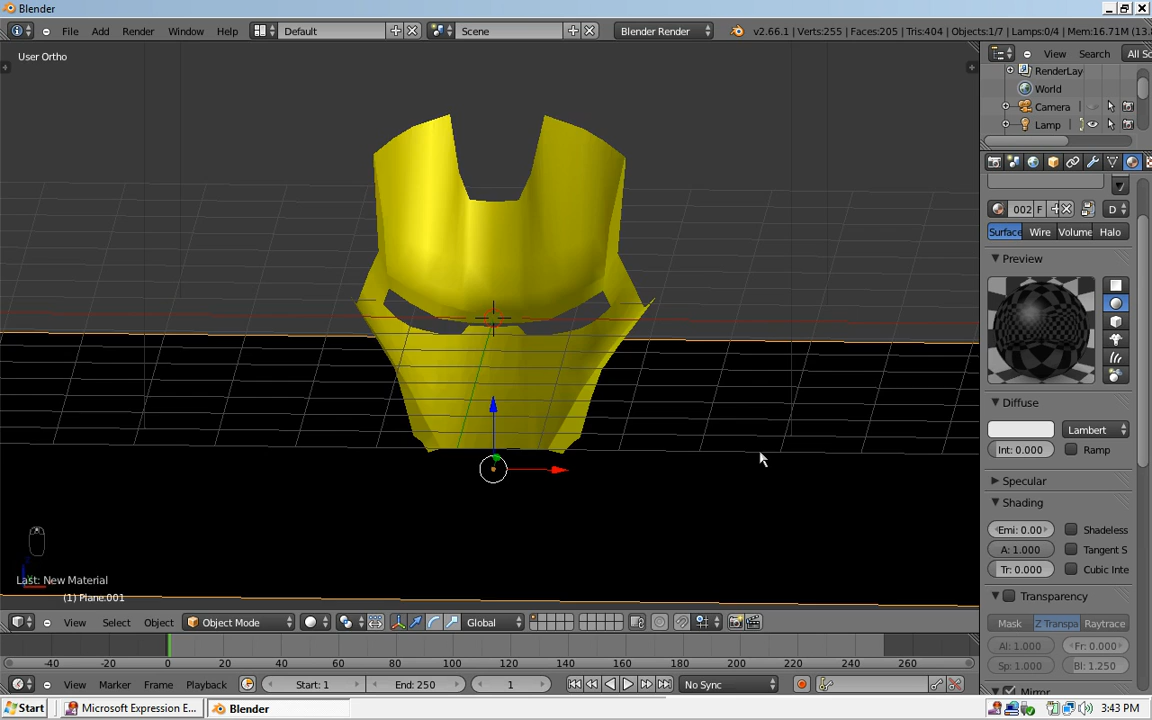 Blender
File Add Render Window Help Default Scene Blender Render v2.66.1 | Verts:255 | Faces:205 | Tris:404 | Objects:1/7 | Lamps:0/4 | Mem:16.71M (13.
User Ortho
View Search All Sc
RenderLay
World
Camera
Lamp
002 F D
Surface Wire Volume Halo
Preview
Diffuse
Lambert
Int: 0.000 Ramp
Specular
Shading
Emi: 0.00 Shadeless
A: 1.000 Tangent S
Tr: 0.000 Cubic Inte
Transparency
Mask Z Transpa Raytrace
Al: 1.000 Fr: 0.000
Sp: 1.000 Bl: 1.250
Mirror
Last: New Material
(1) Plane.001
View Select Object Object Mode Global
-40 -20 0 20 40 60 80 100 120 140 160 180 200 220 240 260
View Marker Frame Playback Start: 1 End: 250 1 No Sync
Start Microsoft Expression E... Blender 3:43 PM